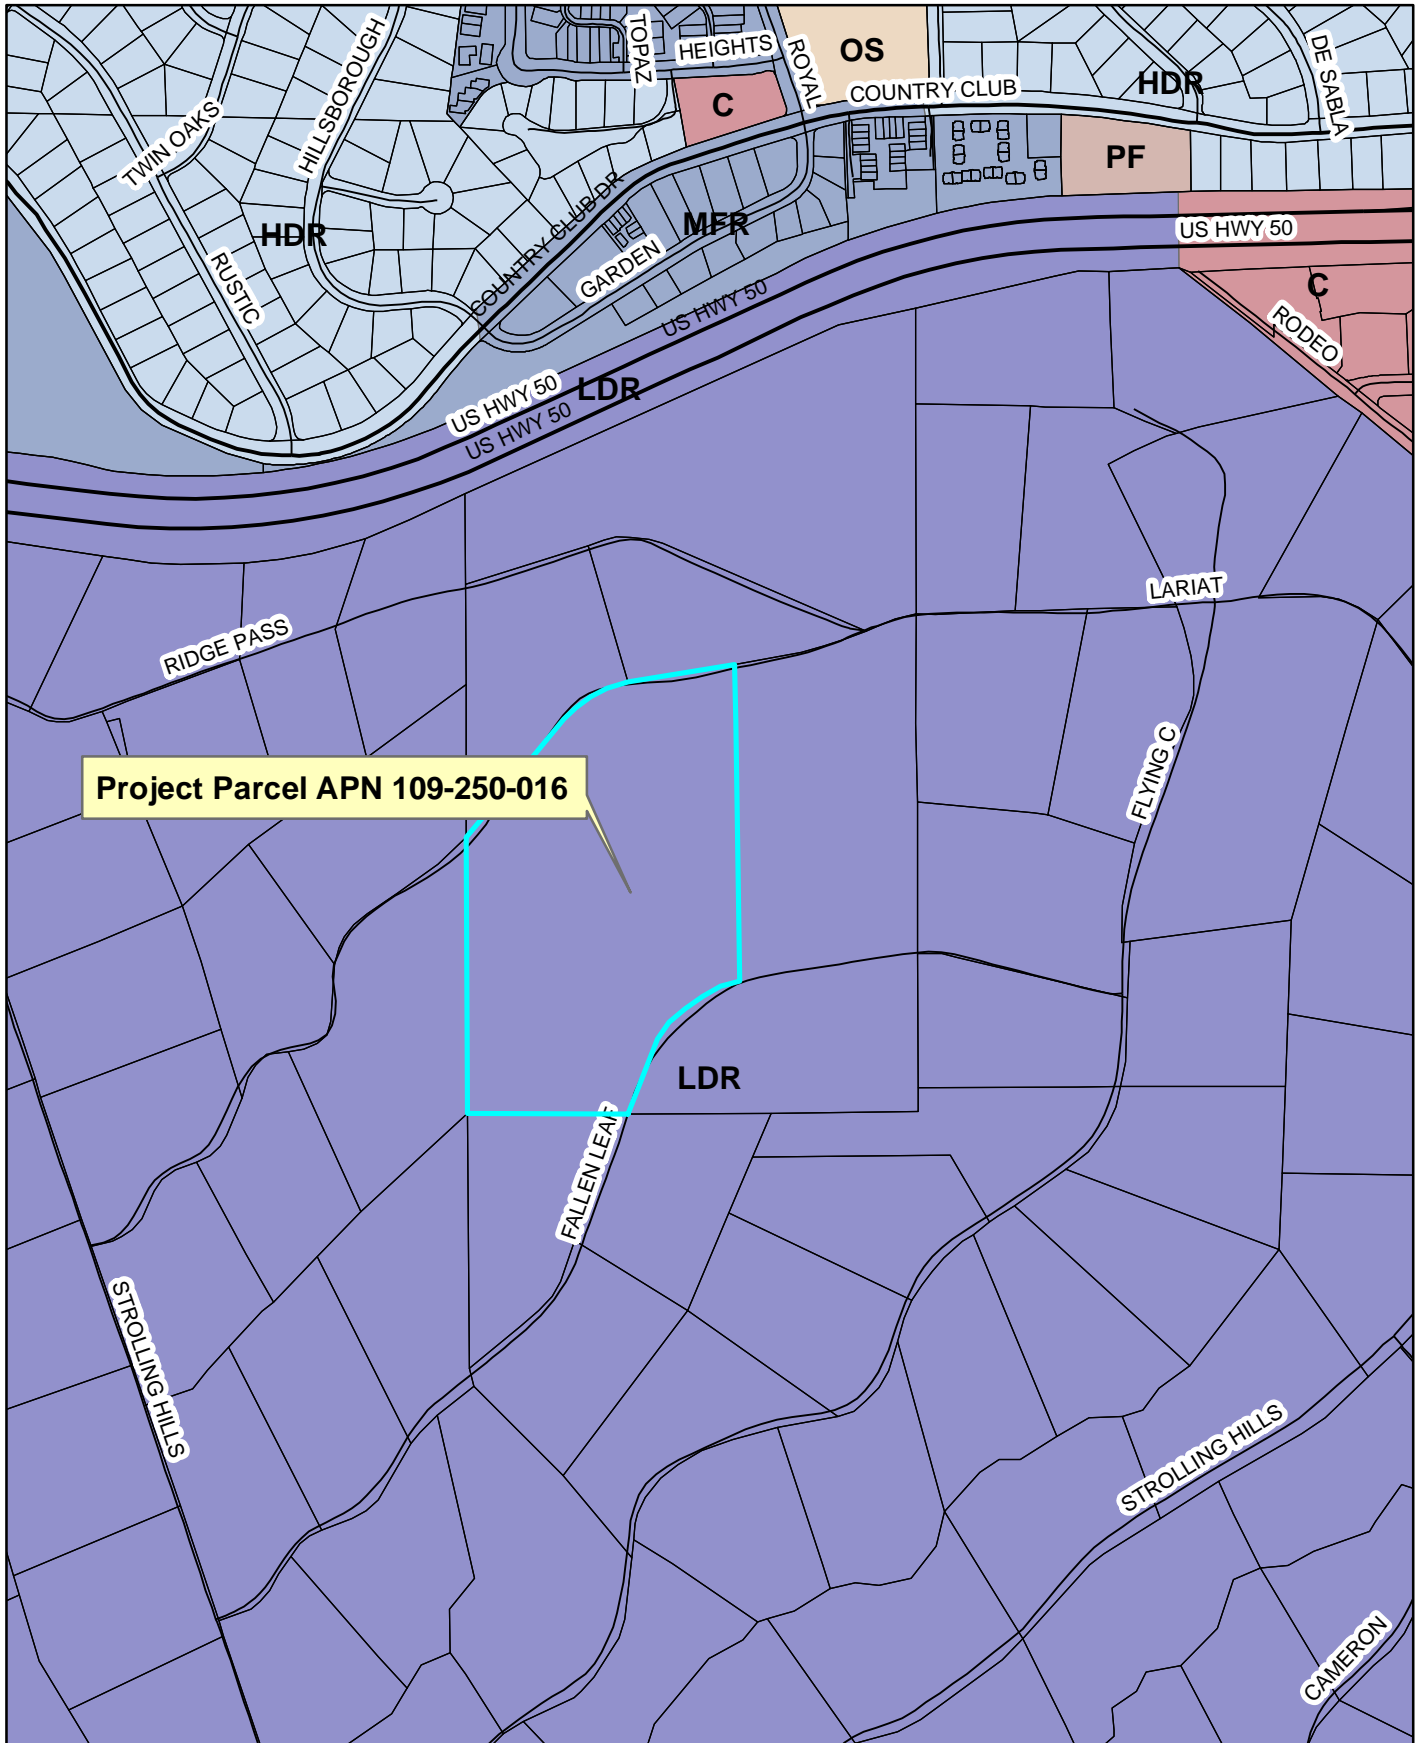 TOPAZ
HEIGHTS
ROYAL
OS
HILLSBOROUGH
DE SABLA
HDR
COUNTRY CLUB
C
TWIN OAKS
PF
COUNTRY CLUB DR
MFR
HDR
US HWY 50
RUSTIC
GARDEN
C
US HWY 50
RODEO
LDR
US HWY 50
US HWY 50
LARIAT
RIDGE PASS
FLYING C
Project Parcel APN 109-250-016
LDR
FALLEN LEAF
STROLLING HILLS
STROLLING HILLS
CAMERON